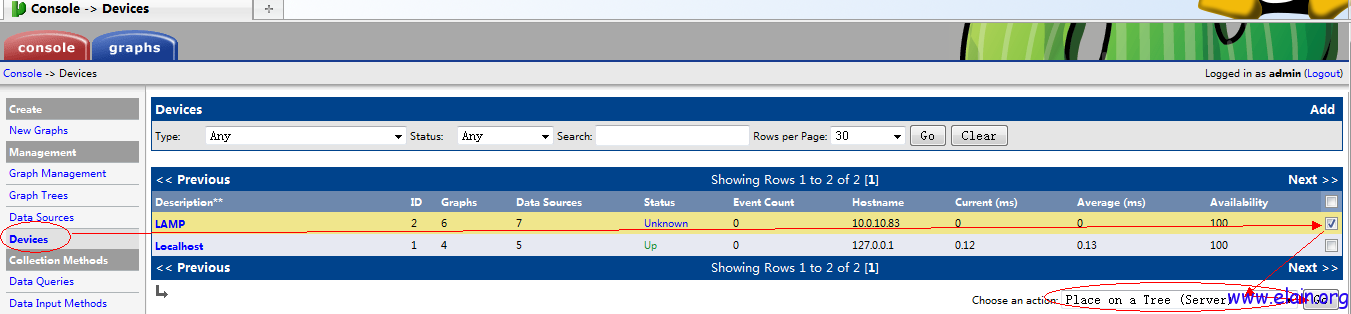 Console -> Devices
console graphs
Console -> Devices Logged in as admin (Logout)
Create
New Graphs
Management
Graph Management
Graph Trees
Data Sources
Devices
Collection Methods
Data Queries
Data Input Methods
Devices Add
Type: Any Status: Any Search: Rows per Page: 30 Go Clear
<< Previous Showing Rows 1 to 2 of 2 [1] Next >>
Description** ID Graphs Data Sources Status Event Count Hostname Current (ms) Average (ms) Availability
LAMP 2 6 7 Unknown 0 10.0.10.83 0 0 100
Localhost 1 4 5 Up 0 127.0.0.1 0.12 0.13 100
<< Previous Showing Rows 1 to 2 of 2 [1] Next >>
Choose an action: Place on a Tree (Server) Go
www.elain.org